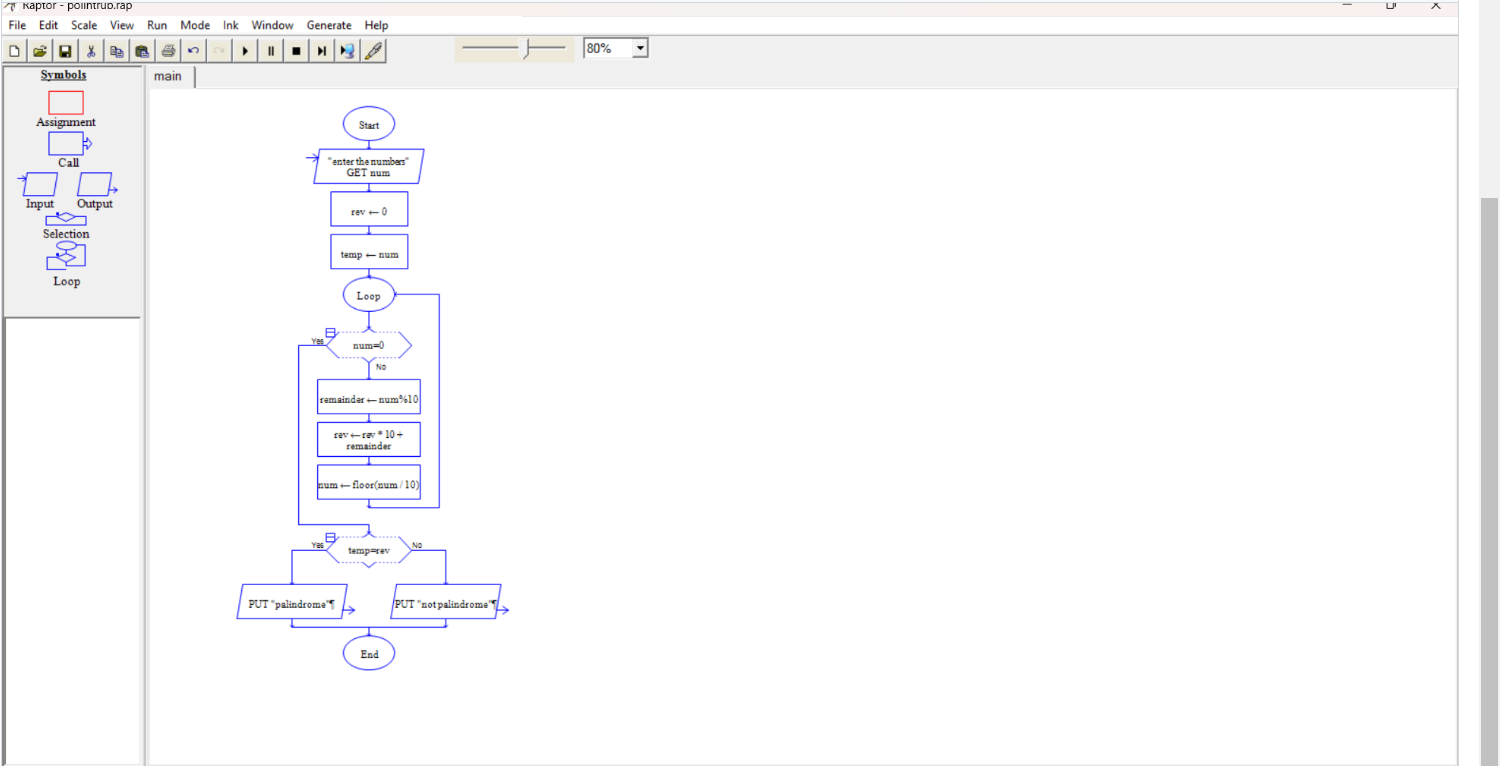 Raptor - polintrub.rap
File Edit Scale View Run Mode Ink Window Generate Help
80%
Symbols
main
Assignment
Call
Input Output
Selection
Loop
Start
"enter the numbers"
GET num
rev ← 0
temp ← num
Loop
Yes
num=0
No
remainder ← num%10
rev ← rev * 10 +
remainder
num ← floor(num / 10)
Yes
temp=rev
No
PUT "palindrome"¶
PUT "not palindrome"¶
End